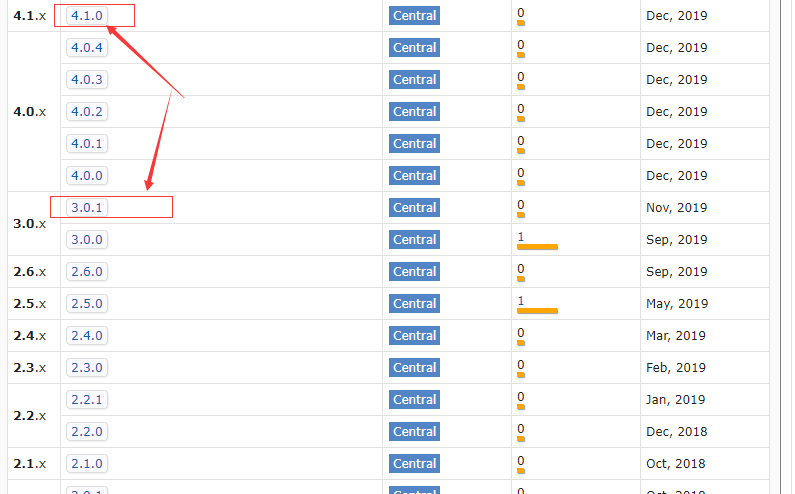 4.1.x 4.1.0 Central 0 Dec, 2019
4.0.4 Central 0 Dec, 2019
4.0.3 Central 0 Dec, 2019
4.0.x 4.0.2 Central 0 Dec, 2019
4.0.1 Central 0 Dec, 2019
4.0.0 Central 0 Dec, 2019
3.0.x 3.0.1 Central 0 Nov, 2019
3.0.0 Central 1 Sep, 2019
2.6.x 2.6.0 Central 0 Sep, 2019
2.5.x 2.5.0 Central 1 May, 2019
2.4.x 2.4.0 Central 0 Mar, 2019
2.3.x 2.3.0 Central 0 Feb, 2019
2.2.x 2.2.1 Central 0 Jan, 2019
2.2.0 Central 0 Dec, 2018
2.1.x 2.1.0 Central 0 Oct, 2018
2.0.1 Central 0 Oct, 2018